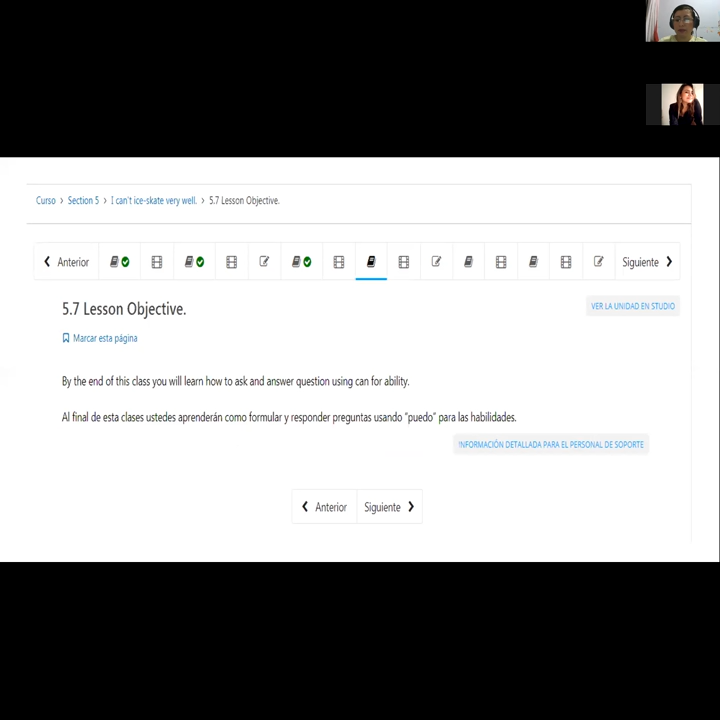 Curso > Section 5 > I can't ice-skate very well. > 5.7 Lesson Objective.
Anterior Siguiente
5.7 Lesson Objective.
VER LA UNIDAD EN STUDIO
Marcar esta página
By the end of this class you will learn how to ask and answer question using can for ability.
Al final de esta clases ustedes aprenderán como formular y responder preguntas usando "puedo" para las habilidades.
INFORMACIÓN DETALLADA PARA EL PERSONAL DE SOPORTE
Anterior Siguiente